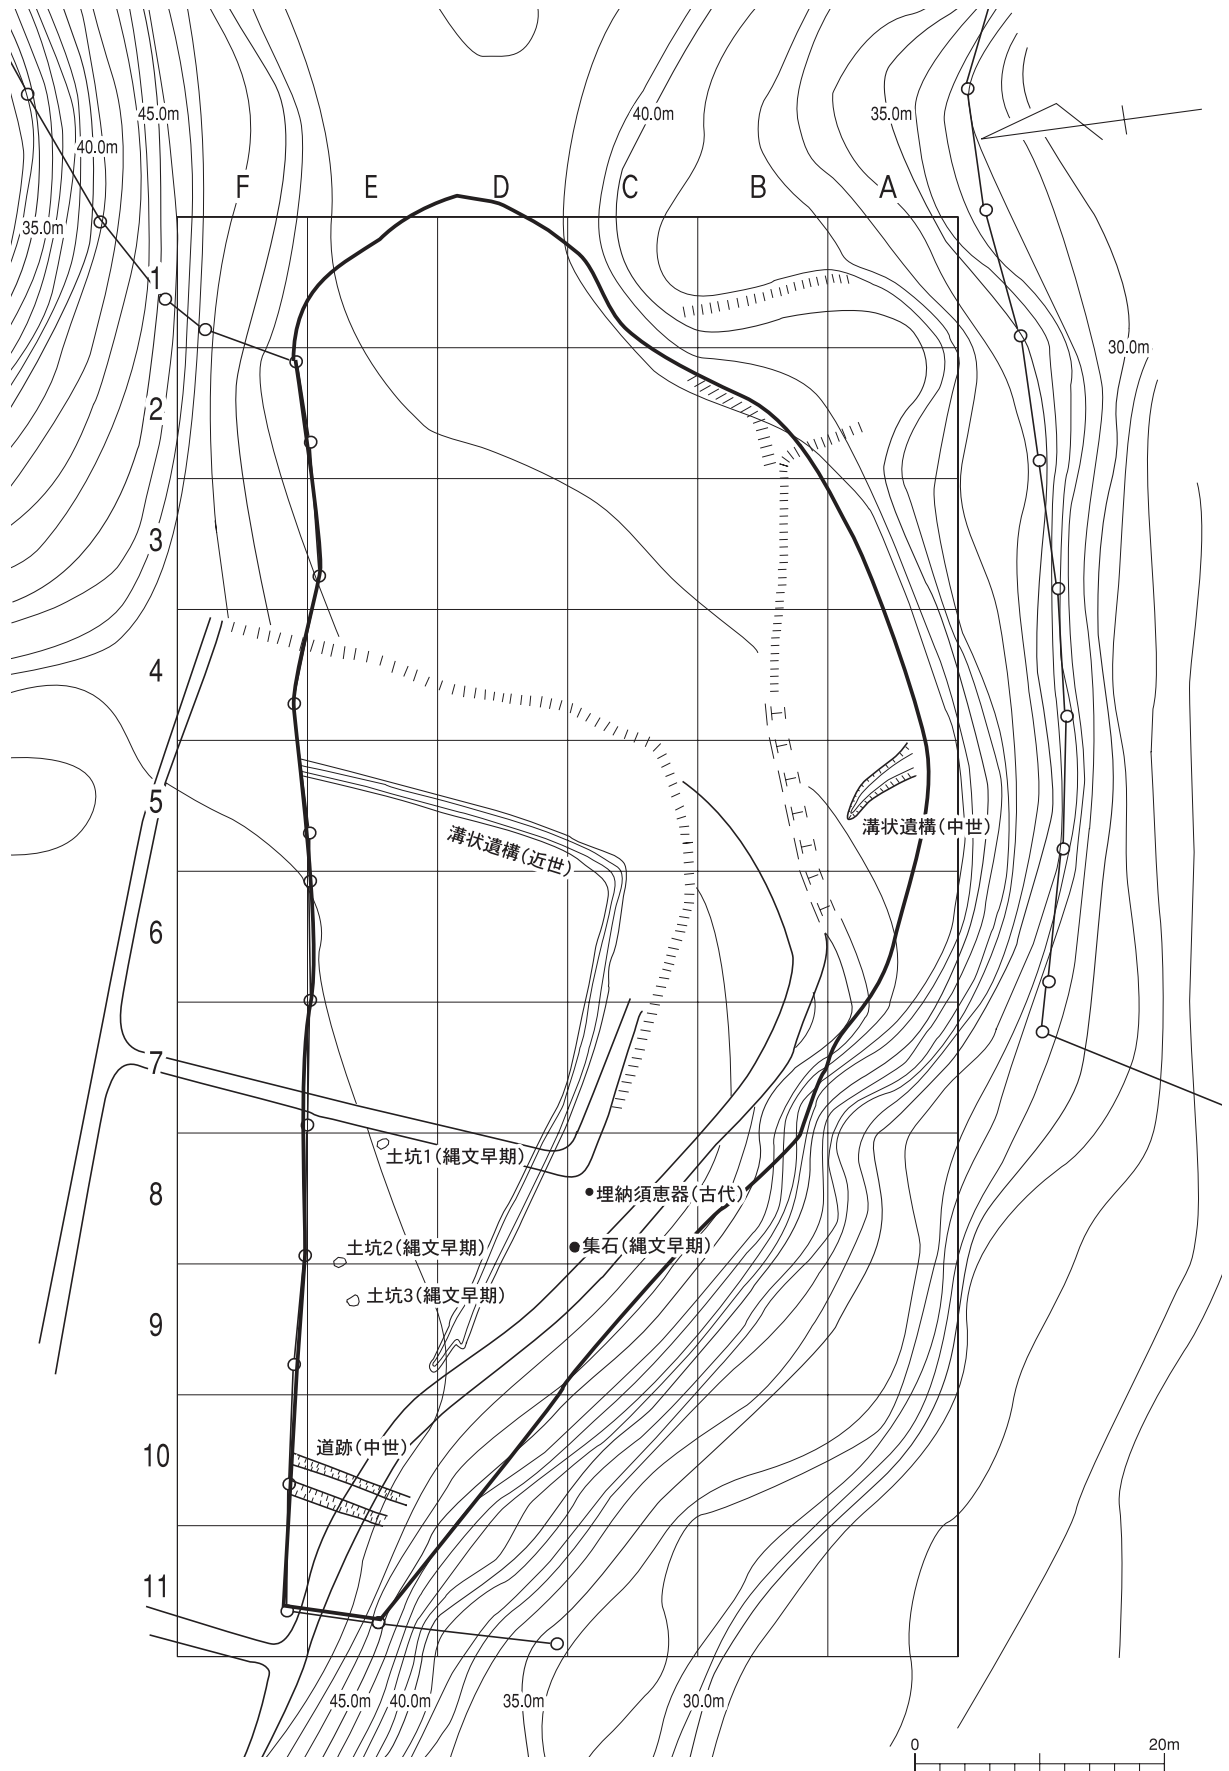 45.0m
40.0m
35.0m
40.0m
35.0m
30.0m
F E D C B A
1
2
3
4
5
6
7
8
9
10
11
溝状遺構(中世)
溝状遺構(近世)
土坑1(縄文早期)
埋納須恵器(古代)
集石(縄文早期)
土坑2(縄文早期)
土坑3(縄文早期)
道跡(中世)
45.0m 40.0m 35.0m 30.0m
0 20m